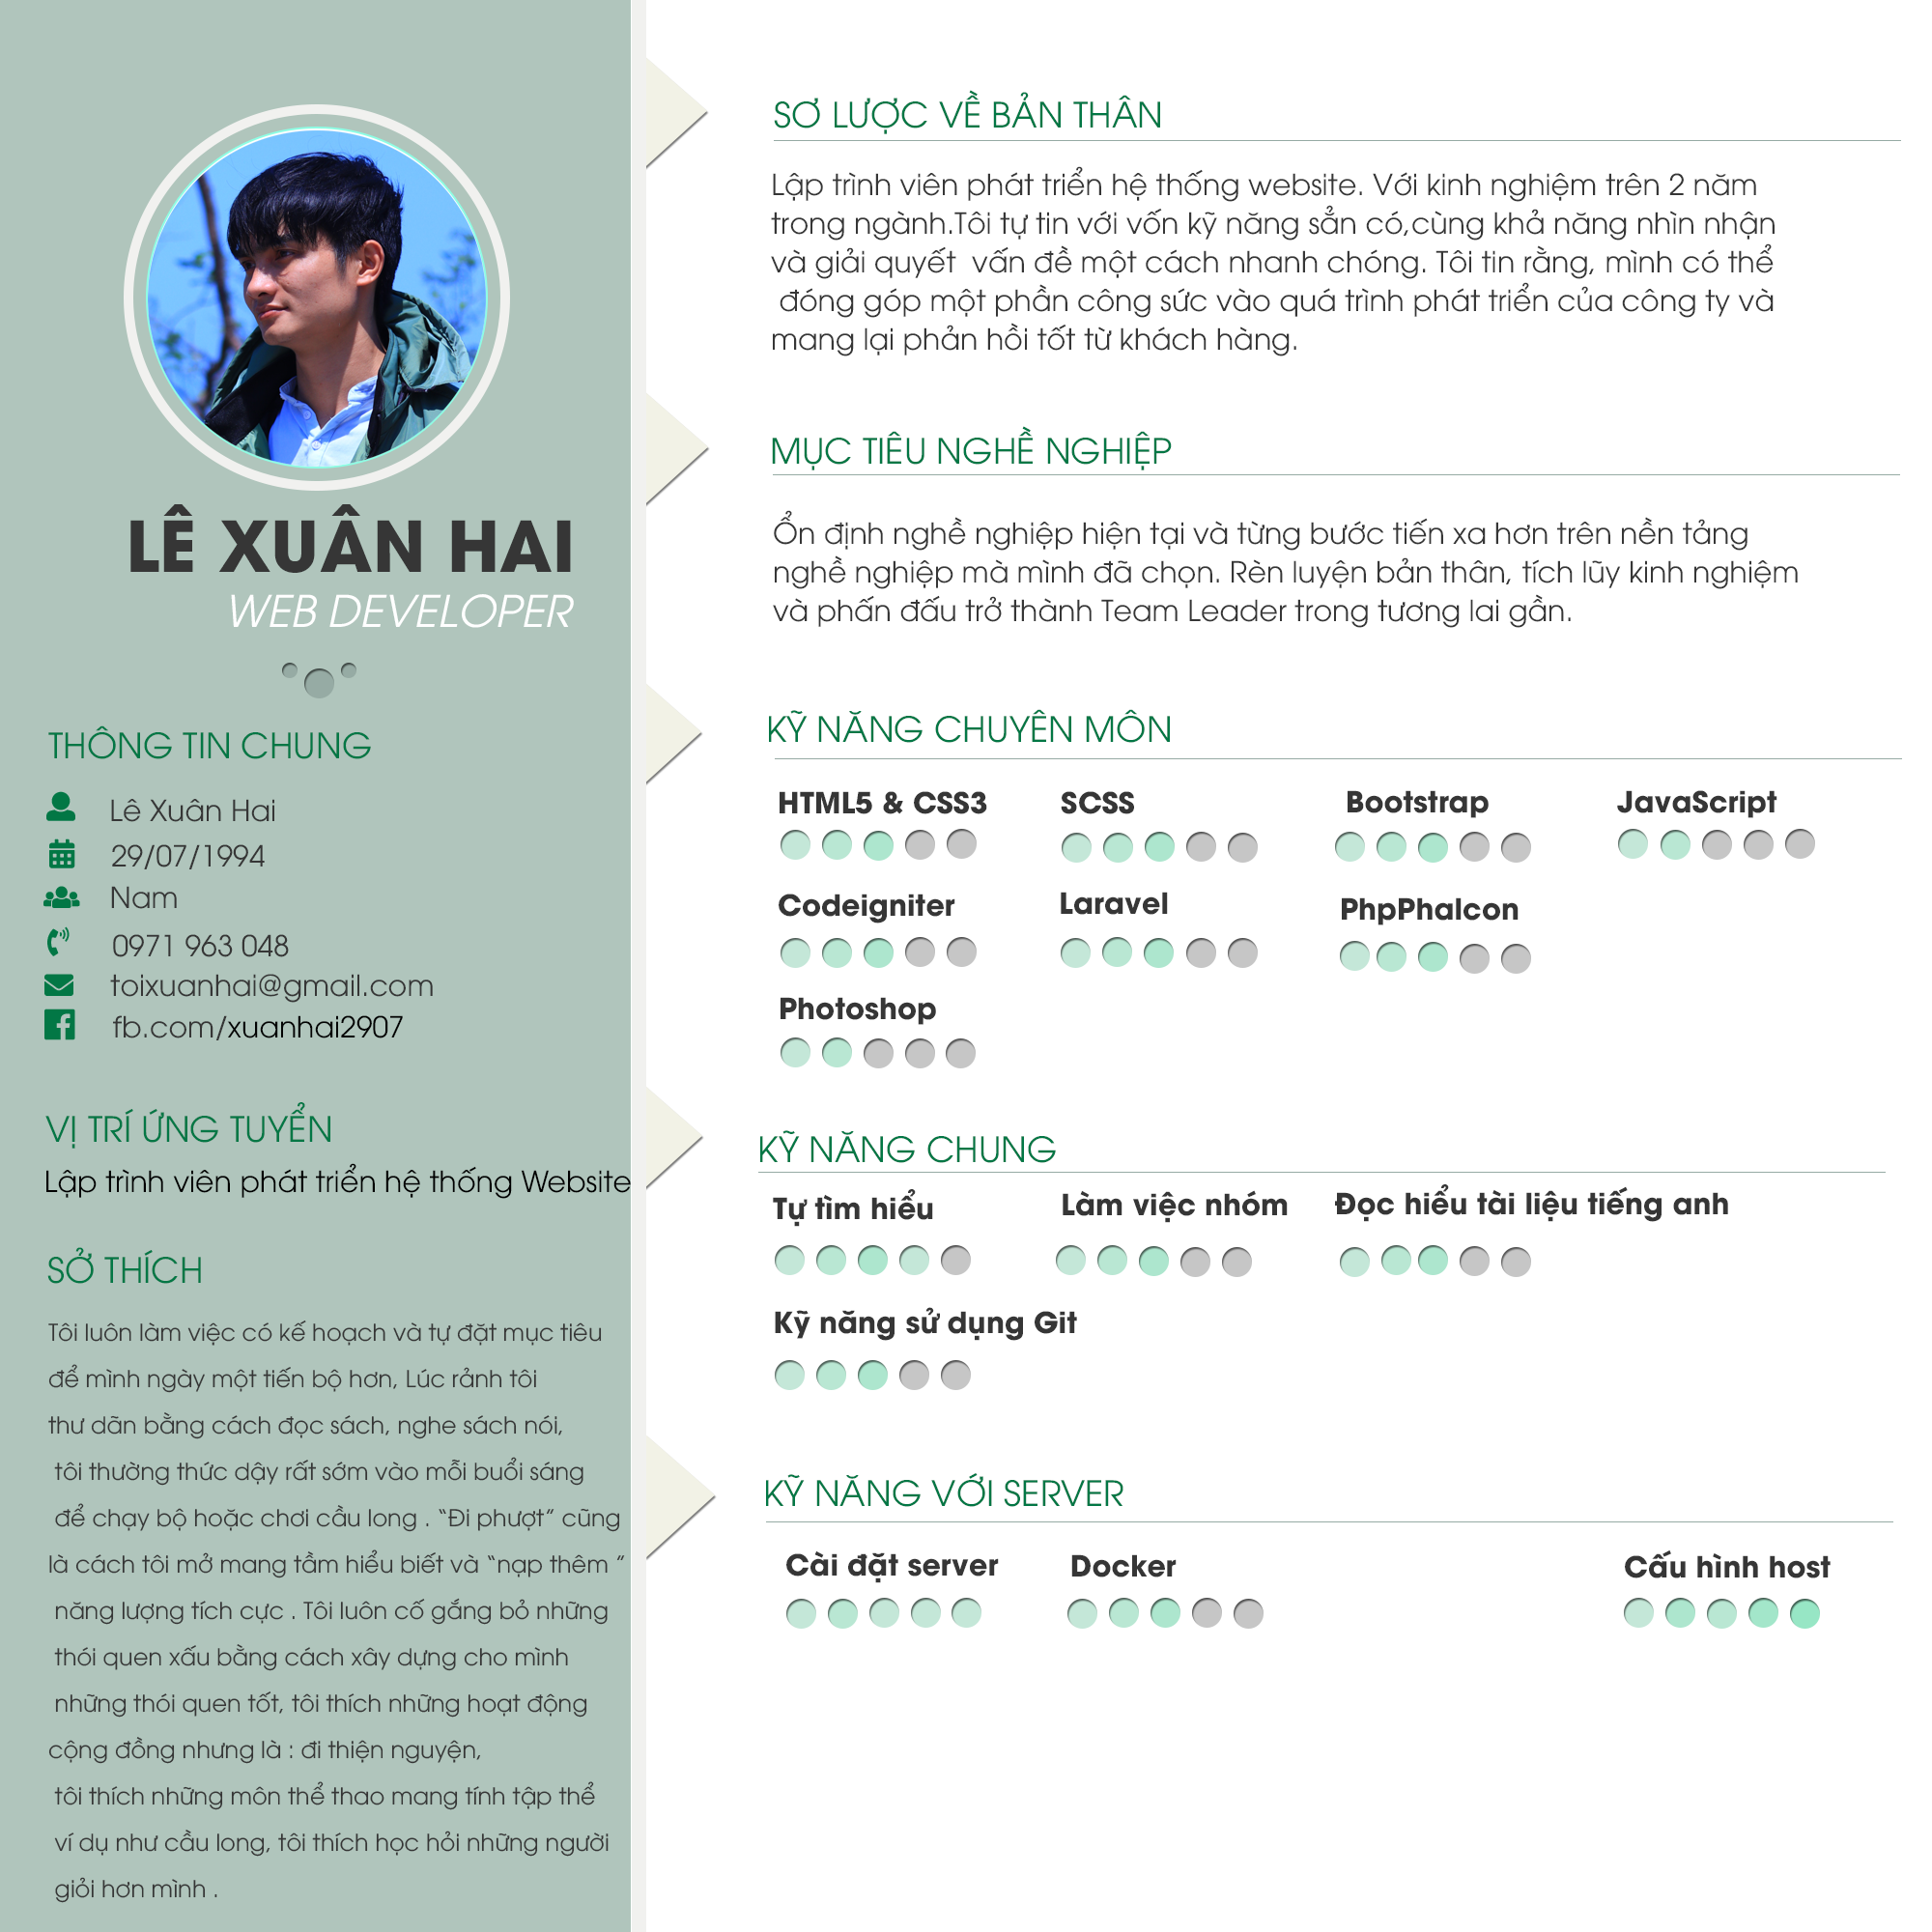 LÊ XUÂN HAI
WEB DEVELOPER
THÔNG TIN CHUNG
Lê Xuân Hai
29/07/1994
Nam
0971 963 048
toixuanhai@gmail.com
fb.com/xuanhai2907
VỊ TRÍ ỨNG TUYỂN
Lập trình viên phát triển hệ thống Website
SỞ THÍCH
Tôi luôn làm việc có kế hoạch và tự đặt mục tiêu
để mình ngày một tiến bộ hơn, Lúc rảnh tôi
thư dãn bằng cách đọc sách, nghe sách nói,
tôi thường thức dậy rất sớm vào mỗi buổi sáng
để chạy bộ hoặc chơi cầu long . “Đi phượt” cũng
là cách tôi mở mang tầm hiểu biết và “nạp thêm ”
năng lượng tích cực . Tôi luôn cố gắng bỏ những
thói quen xấu bằng cách xây dựng cho mình
những thói quen tốt, tôi thích những hoạt động
cộng đồng nhưng là : đi thiện nguyện,
tôi thích những môn thể thao mang tính tập thể
ví dụ như cầu long, tôi thích học hỏi những người
giỏi hơn mình .
SƠ LƯỢC VỀ BẢN THÂN
Lập trình viên phát triển hệ thống website. Với kinh nghiệm trên 2 năm
trong ngành.Tôi tự tin với vốn kỹ năng sẳn có,cùng khả năng nhìn nhận
và giải quyết vấn đề một cách nhanh chóng. Tôi tin rằng, mình có thể
đóng góp một phần công sức vào quá trình phát triển của công ty và
mang lại phản hồi tốt từ khách hàng.
MỤC TIÊU NGHỀ NGHIỆP
Ổn định nghề nghiệp hiện tại và từng bước tiến xa hơn trên nền tảng
nghề nghiệp mà mình đã chọn. Rèn luyện bản thân, tích lũy kinh nghiệm
và phấn đấu trở thành Team Leader trong tương lai gần.
KỸ NĂNG CHUYÊN MÔN
HTML5 & CSS3 SCSS Bootstrap JavaScript
Codeigniter Laravel PhpPhalcon
Photoshop
KỸ NĂNG CHUNG
Tự tìm hiểu Làm việc nhóm Đọc hiểu tài liệu tiếng anh
Kỹ năng sử dụng Git
KỸ NĂNG VỚI SERVER
Cài đặt server Docker Cấu hình host